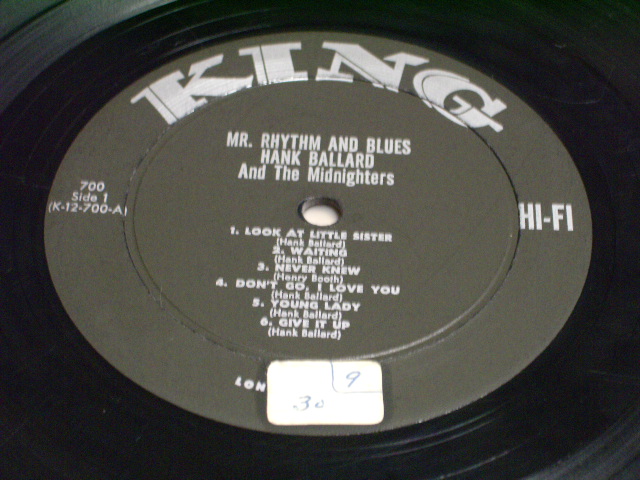 KING
MR. RHYTHM AND BLUES
HANK BALLARD
And The Midnighters
700
Side 1
(K-12-700-A)
HI-FI
1. LOOK AT LITTLE SISTER
(Hank Ballard)
2. WAITING
(Hank Ballard)
3. NEVER KNEW
(Henry Booth)
4. DON'T GO, I LOVE YOU
(Hank Ballard)
5. YOUNG LADY
(Hank Ballard)
6. GIVE IT UP
(Hank Ballard)
LON
9
30